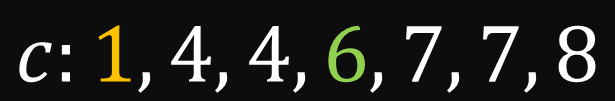 c: 1, 4, 4, 6, 7, 7, 8